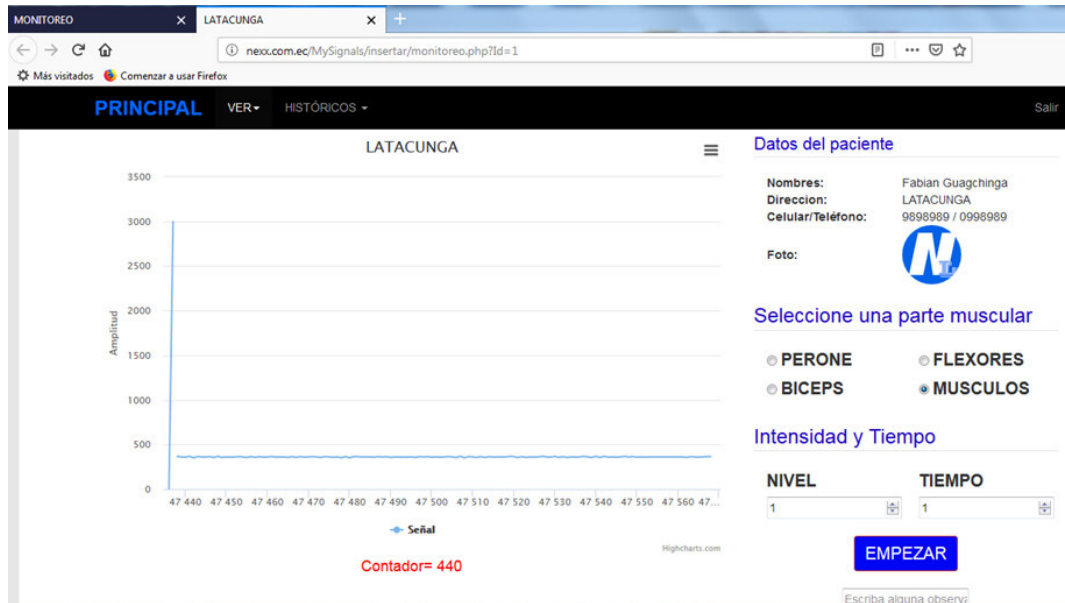 MONITOREO
LATACUNGA
nexx.com.ec/MySignals/insertar/monitoreo.php?Id=1
Más visitados Comenzar a usar Firefox
PRINCIPAL VER HISTÓRICOS Salir
LATACUNGA
3500
3000
2500
2000
1500
1000
500
0
Amplitud
47 440 47 450 47 460 47 470 47 480 47 490 47 500 47 510 47 520 47 530 47 540 47 550 47 560 47...
Señal
Highcharts.com
Contador= 440
Datos del paciente
Nombres: Fabian Guagchinga
Direccion: LATACUNGA
Celular/Teléfono: 9898989 / 0998989
Foto:
Seleccione una parte muscular
PERONE FLEXORES
BICEPS MUSCULOS
Intensidad y Tiempo
NIVEL TIEMPO
1 1
EMPEZAR
Escriba alguna observa